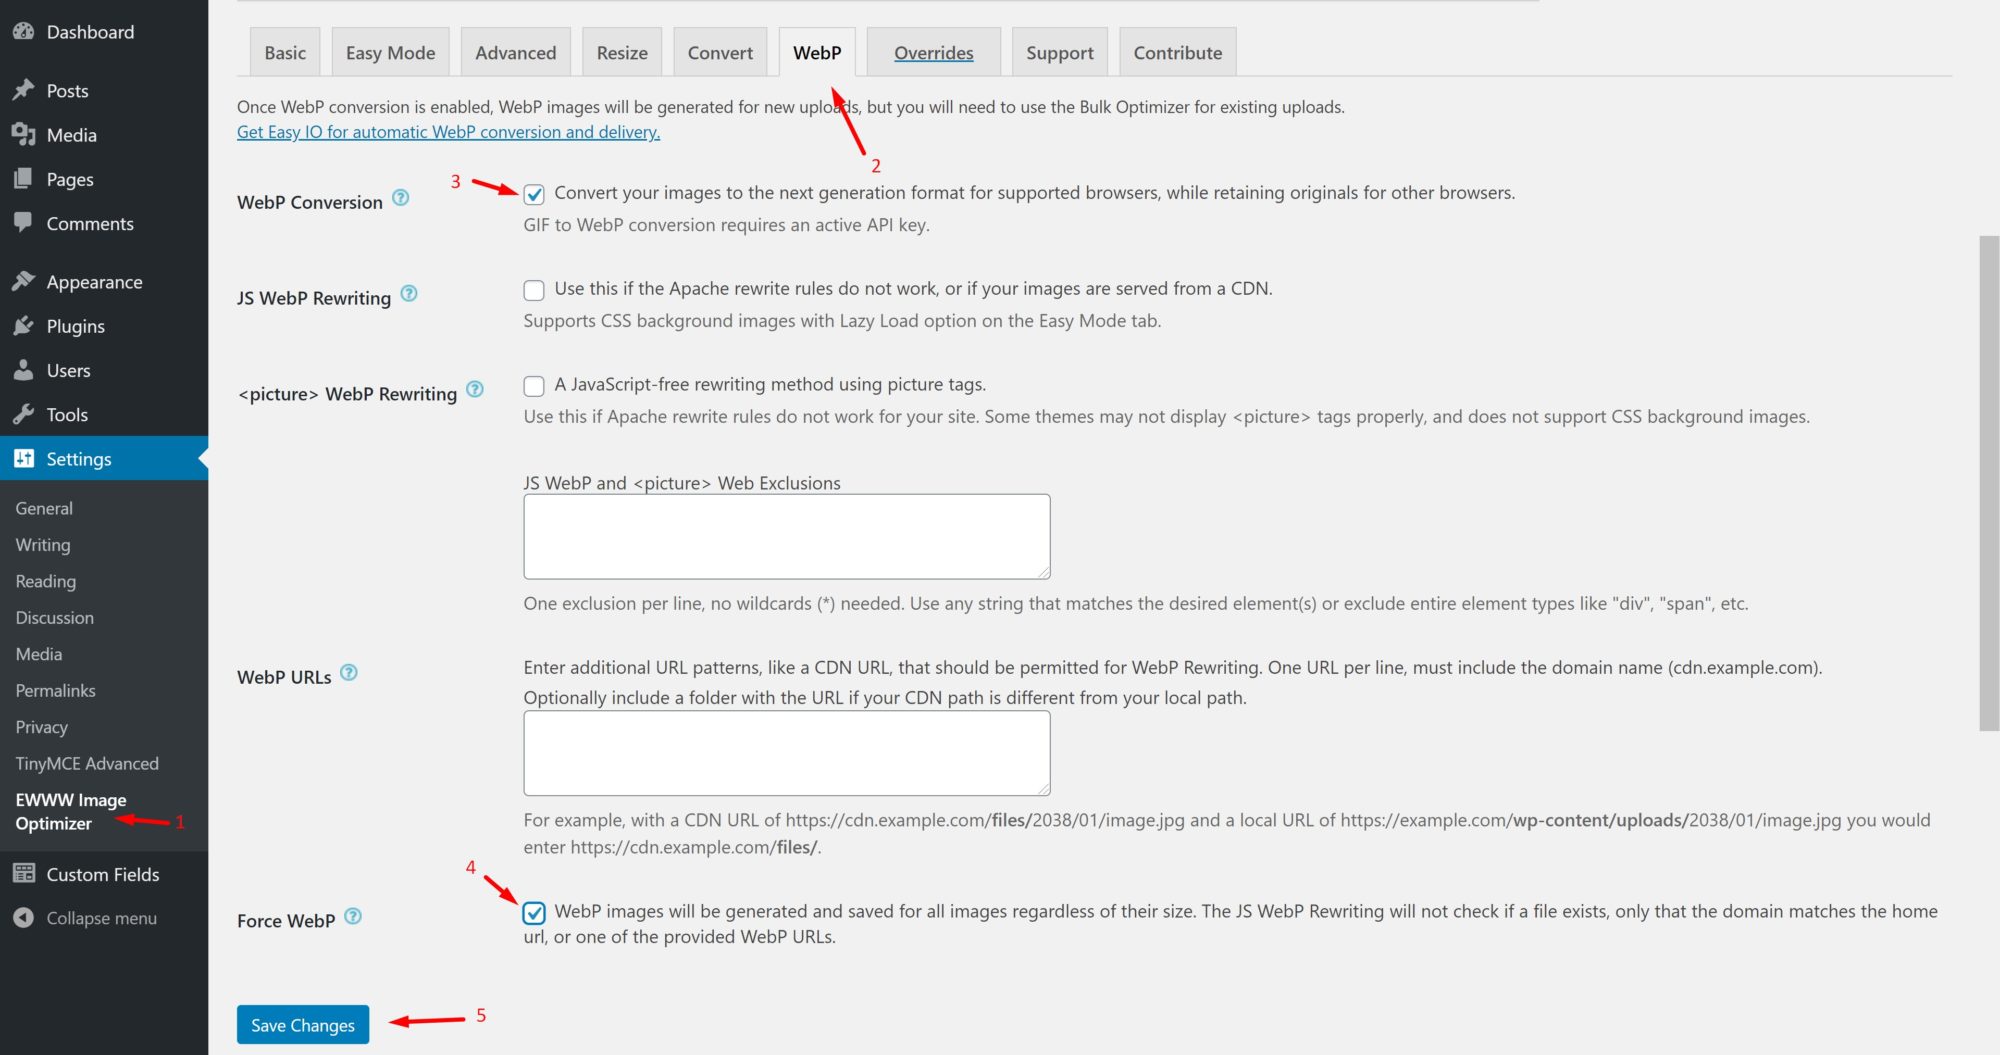 Dashboard
Posts
Media
Pages
Comments
Appearance
Plugins
Users
Tools
Settings
General
Writing
Reading
Discussion
Media
Permalinks
Privacy
TinyMCE Advanced
EWWW Image
Optimizer
1
Custom Fields
Collapse menu
Basic Easy Mode Advanced Resize Convert WebP Overrides Support Contribute
Once WebP conversion is enabled, WebP images will be generated for new uploads, but you will need to use the Bulk Optimizer for existing uploads.
Get Easy IO for automatic WebP conversion and delivery.
2
3
WebP Conversion ? Convert your images to the next generation format for supported browsers, while retaining originals for other browsers.
GIF to WebP conversion requires an active API key.
JS WebP Rewriting ? Use this if the Apache rewrite rules do not work, or if your images are served from a CDN.
Supports CSS background images with Lazy Load option on the Easy Mode tab.
<picture> WebP Rewriting ? A JavaScript-free rewriting method using picture tags.
Use this if Apache rewrite rules do not work for your site. Some themes may not display <picture> tags properly, and does not support CSS background images.
JS WebP and <picture> Web Exclusions
One exclusion per line, no wildcards (*) needed. Use any string that matches the desired element(s) or exclude entire element types like "div", "span", etc.
WebP URLs ? Enter additional URL patterns, like a CDN URL, that should be permitted for WebP Rewriting. One URL per line, must include the domain name (cdn.example.com).
Optionally include a folder with the URL if your CDN path is different from your local path.
For example, with a CDN URL of https://cdn.example.com/files/2038/01/image.jpg and a local URL of https://example.com/wp-content/uploads/2038/01/image.jpg you would
enter https://cdn.example.com/files/.
4
Force WebP ? WebP images will be generated and saved for all images regardless of their size. The JS WebP Rewriting will not check if a file exists, only that the domain matches the home
url, or one of the provided WebP URLs.
Save Changes
5